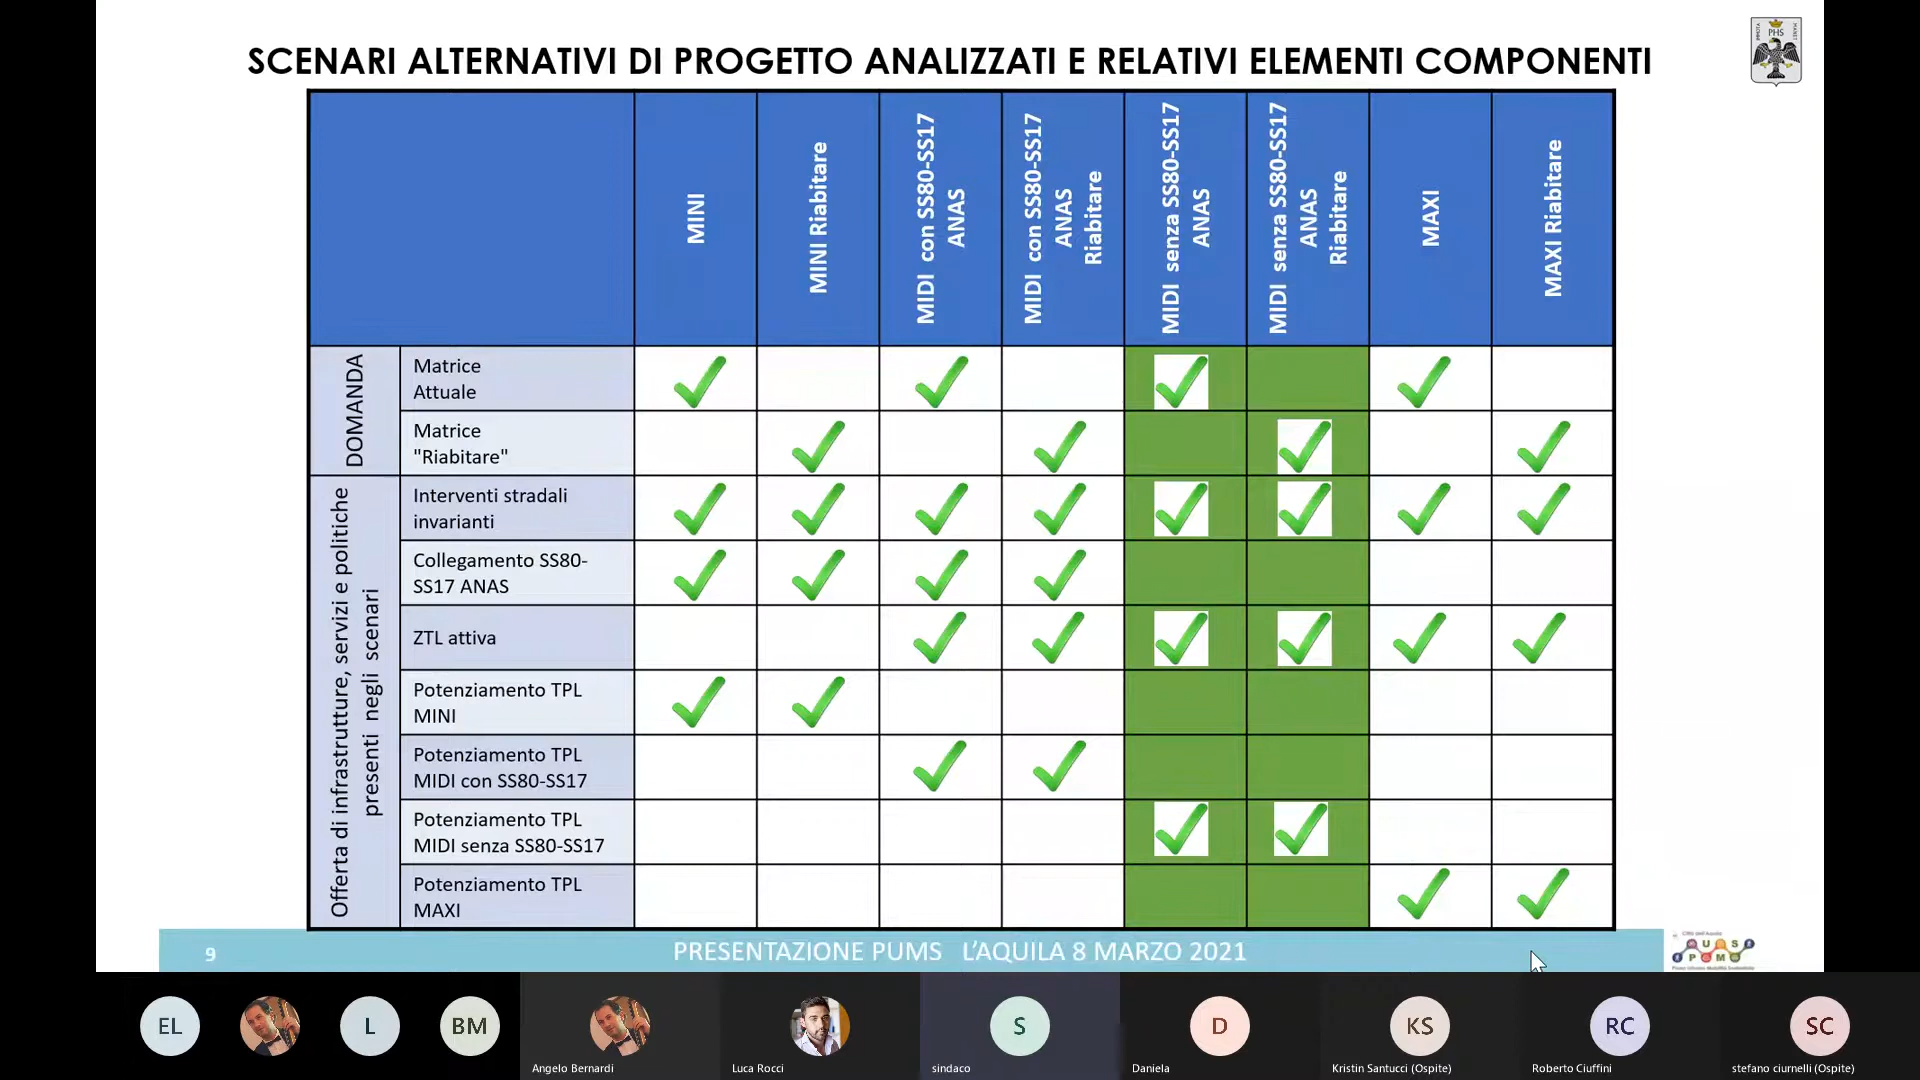 SCENARI ALTERNATIVI DI PROGETTO ANALIZZATI E RELATIVI ELEMENTI COMPONENTI
PHS
IMMOTA
MANET
MINI
MINI Riabitare
MIDI con SS80-SS17
ANAS
MIDI con SS80-SS17
ANAS
Riabitare
MIDI senza SS80-SS17
ANAS
MIDI senza SS80-SS17
ANAS
Riabitare
MAXI
MAXI Riabitare
DOMANDA
Matrice
Attuale
Matrice
"Riabitare"
Offerta di infrastrutture, servizi e politiche
presenti negli scenari
Interventi stradali
invarianti
Collegamento SS80-
SS17 ANAS
ZTL attiva
Potenziamento TPL
MINI
Potenziamento TPL
MIDI con SS80-SS17
Potenziamento TPL
MIDI senza SS80-SS17
Potenziamento TPL
MAXI
9
PRESENTAZIONE PUMS L'AQUILA 8 MARZO 2021
EL
L
BM
S
D
KS
RC
SC
Angelo Bernardi
Luca Rocci
sindaco
Daniela
Kristin Santucci (Ospite)
Roberto Ciuffini
stefano ciurnelli (Ospite)